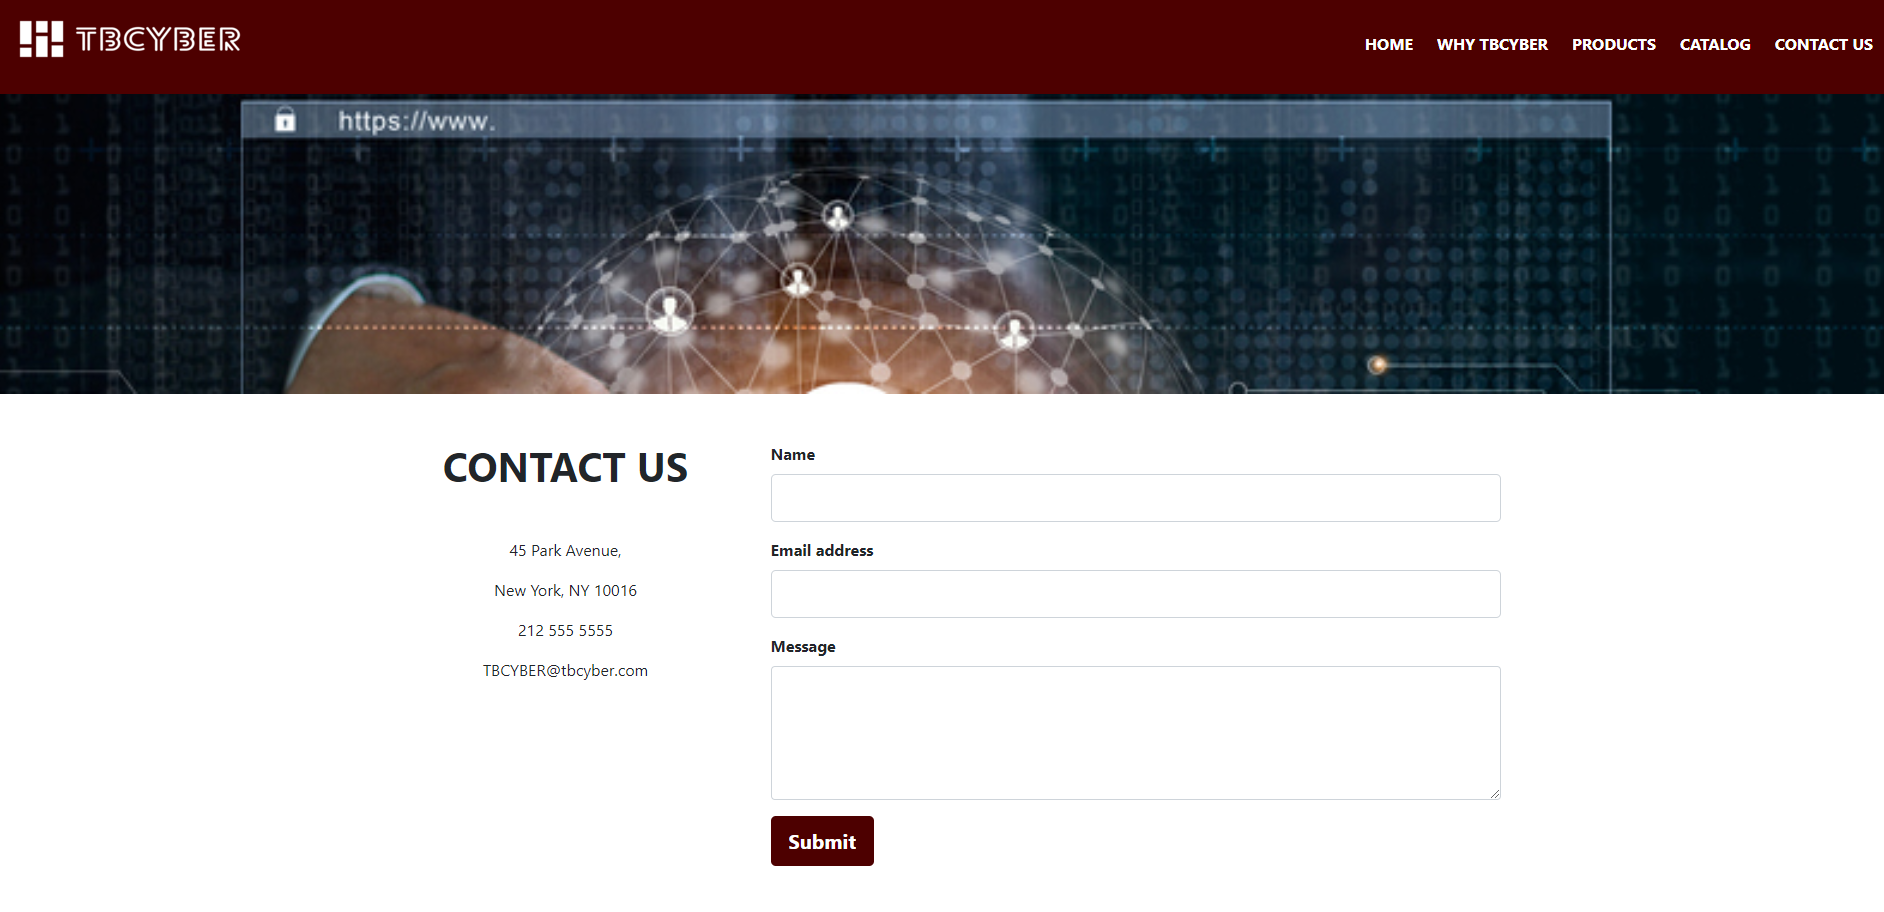 TBCYBER
HOME WHY TBCYBER PRODUCTS CATALOG CONTACT US
https://www.
CONTACT US
45 Park Avenue,
New York, NY 10016
212 555 5555
TBCYBER@tbcyber.com
Name
Email address
Message
Submit